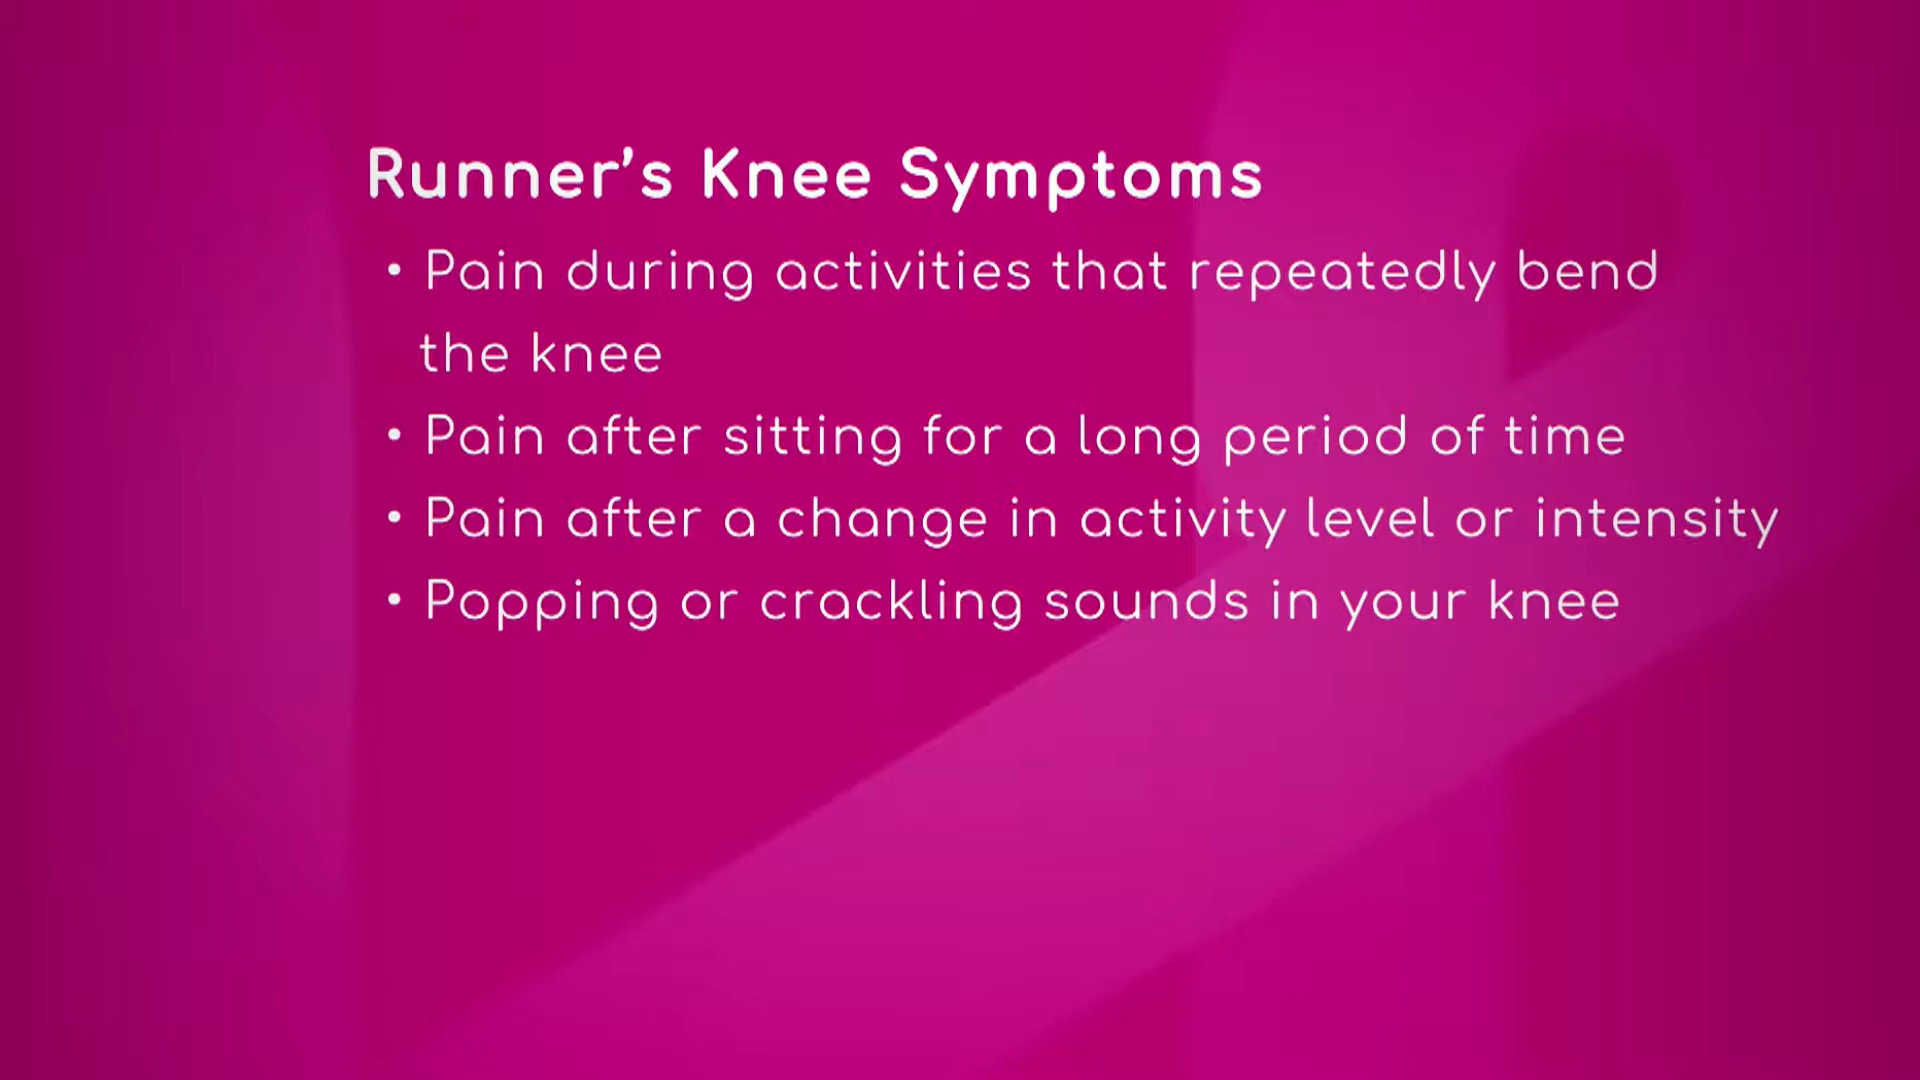 Runner’s Knee Symptoms
• Pain during activities that repeatedly bend
the knee
• Pain after sitting for a long period of time
• Pain after a change in activity level or intensity
• Popping or crackling sounds in your knee